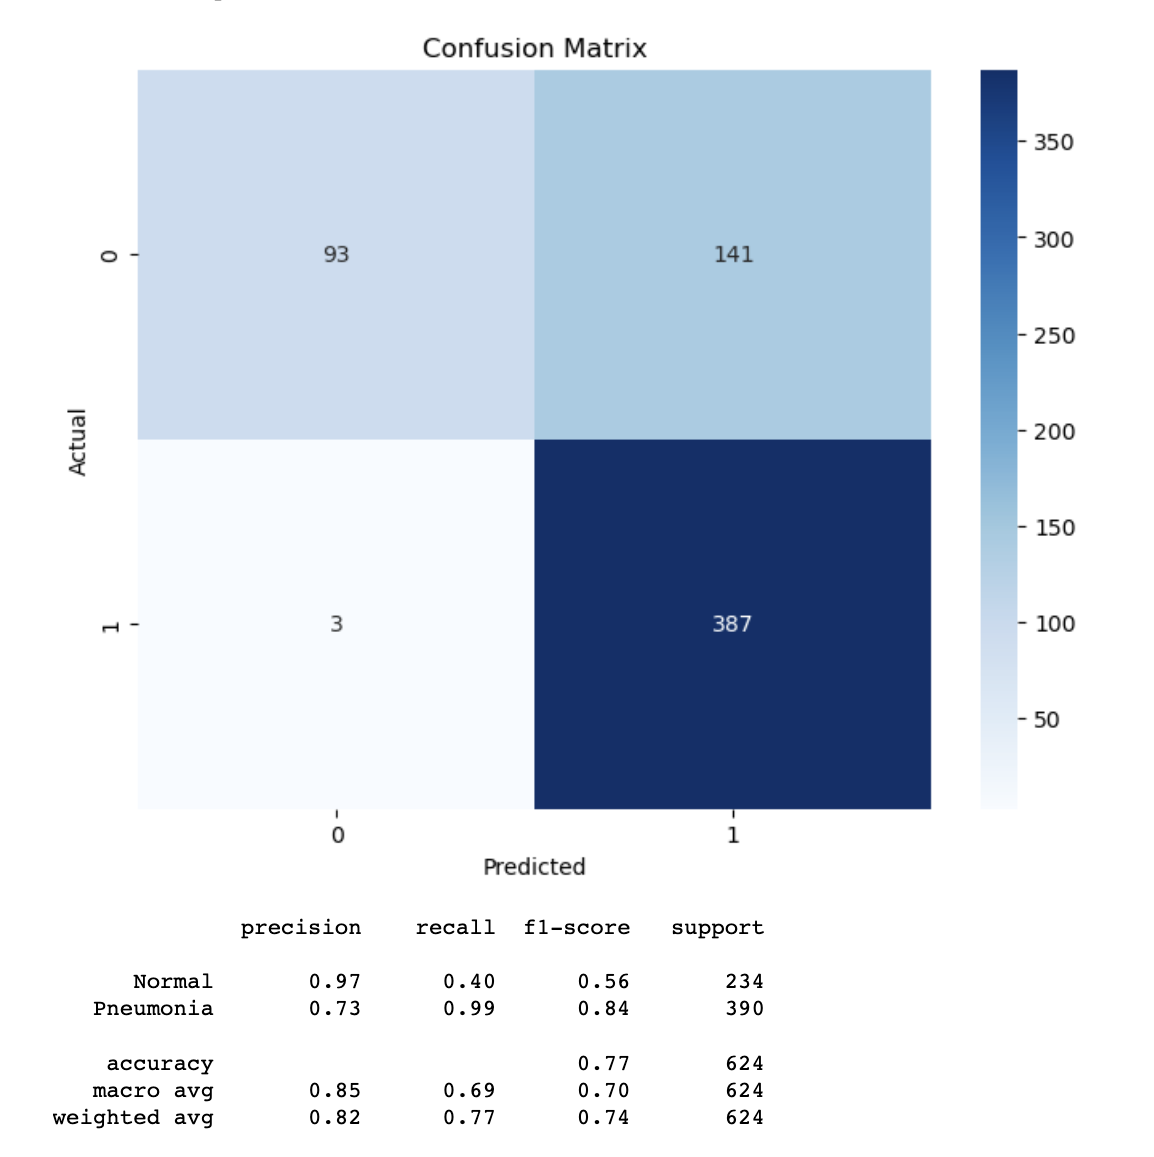 Confusion Matrix
350
300
250
200
150
100
50
0
93
141
Actual
1
3
387
0
1
Predicted
precision recall f1-score support
Normal 0.97 0.40 0.56 234
Pneumonia 0.73 0.99 0.84 390
accuracy 0.77 624
macro avg 0.85 0.69 0.70 624
weighted avg 0.82 0.77 0.74 624